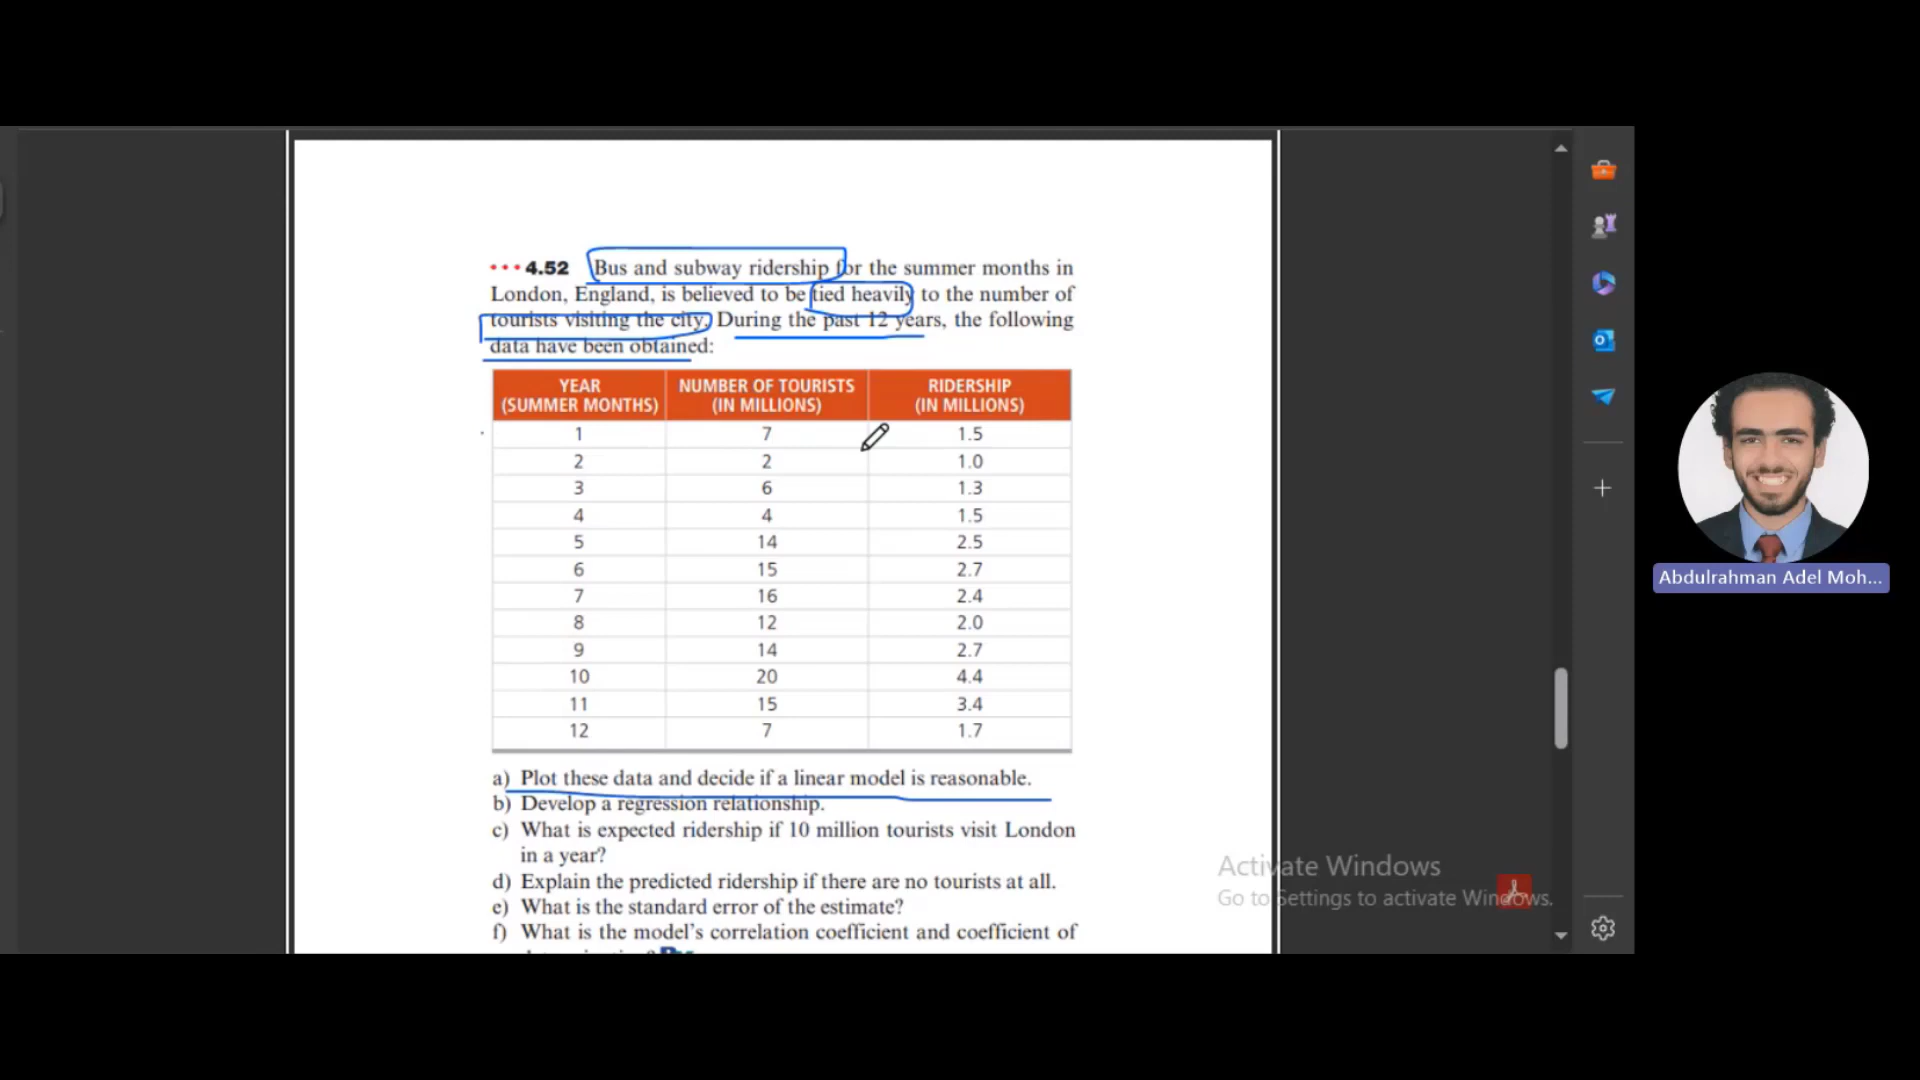 ••• 4.52 Bus and subway ridership for the summer months in
London, England, is believed to be tied heavily to the number of
tourists visiting the city. During the past 12 years, the following
data have been obtained:
YEAR (SUMMER MONTHS) NUMBER OF TOURISTS (IN MILLIONS) RIDERSHIP (IN MILLIONS)
1 7 1.5
2 2 1.0
3 6 1.3
4 4 1.5
5 14 2.5
6 15 2.7
7 16 2.4
8 12 2.0
9 14 2.7
10 20 4.4
11 15 3.4
12 7 1.7
a) Plot these data and decide if a linear model is reasonable.
b) Develop a regression relationship.
c) What is expected ridership if 10 million tourists visit London
in a year?
d) Explain the predicted ridership if there are no tourists at all.
e) What is the standard error of the estimate?
f) What is the model's correlation coefficient and coefficient of
Activate Windows
Go to Settings to activate Windows.
Abdulrahman Adel Moh...